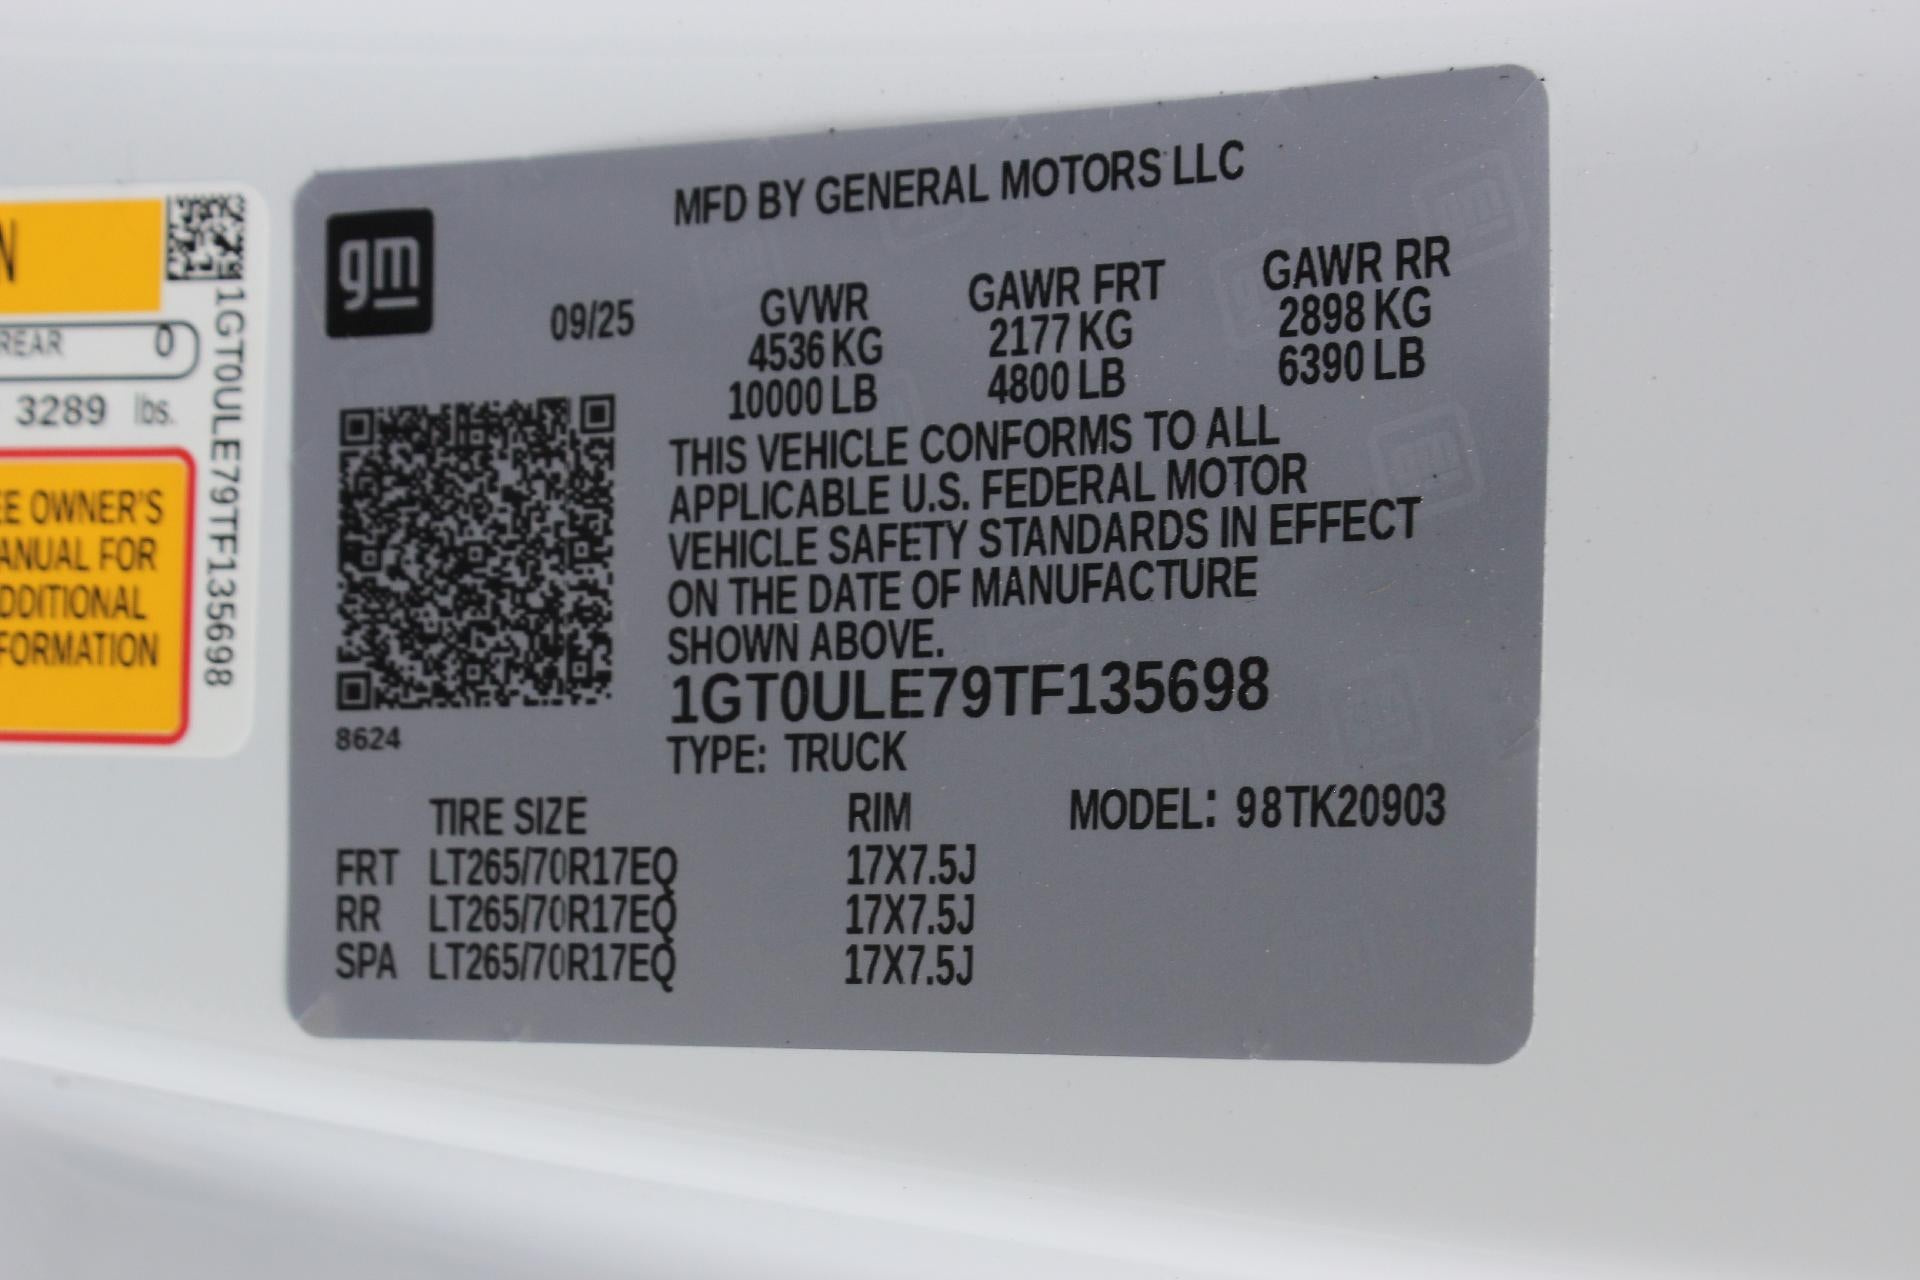 N
REAR 0
3289 lbs.
EE OWNER'S
ANUAL FOR
DDITIONAL
FORMATION
1GT0ULE79TF135698
gm
MFD BY GENERAL MOTORS LLC
09/25
GVWR GAWR FRT GAWR RR
4536 KG 2177 KG 2898 KG
10000 LB 4800 LB 6390 LB
THIS VEHICLE CONFORMS TO ALL
APPLICABLE U.S. FEDERAL MOTOR
VEHICLE SAFETY STANDARDS IN EFFECT
ON THE DATE OF MANUFACTURE
SHOWN ABOVE.
1GT0ULE79TF135698
8624
TYPE: TRUCK
TIRE SIZE RIM MODEL: 98TK20903
FRT LT265/70R17EQ 17X7.5J
RR LT265/70R17EQ 17X7.5J
SPA LT265/70R17EQ 17X7.5J